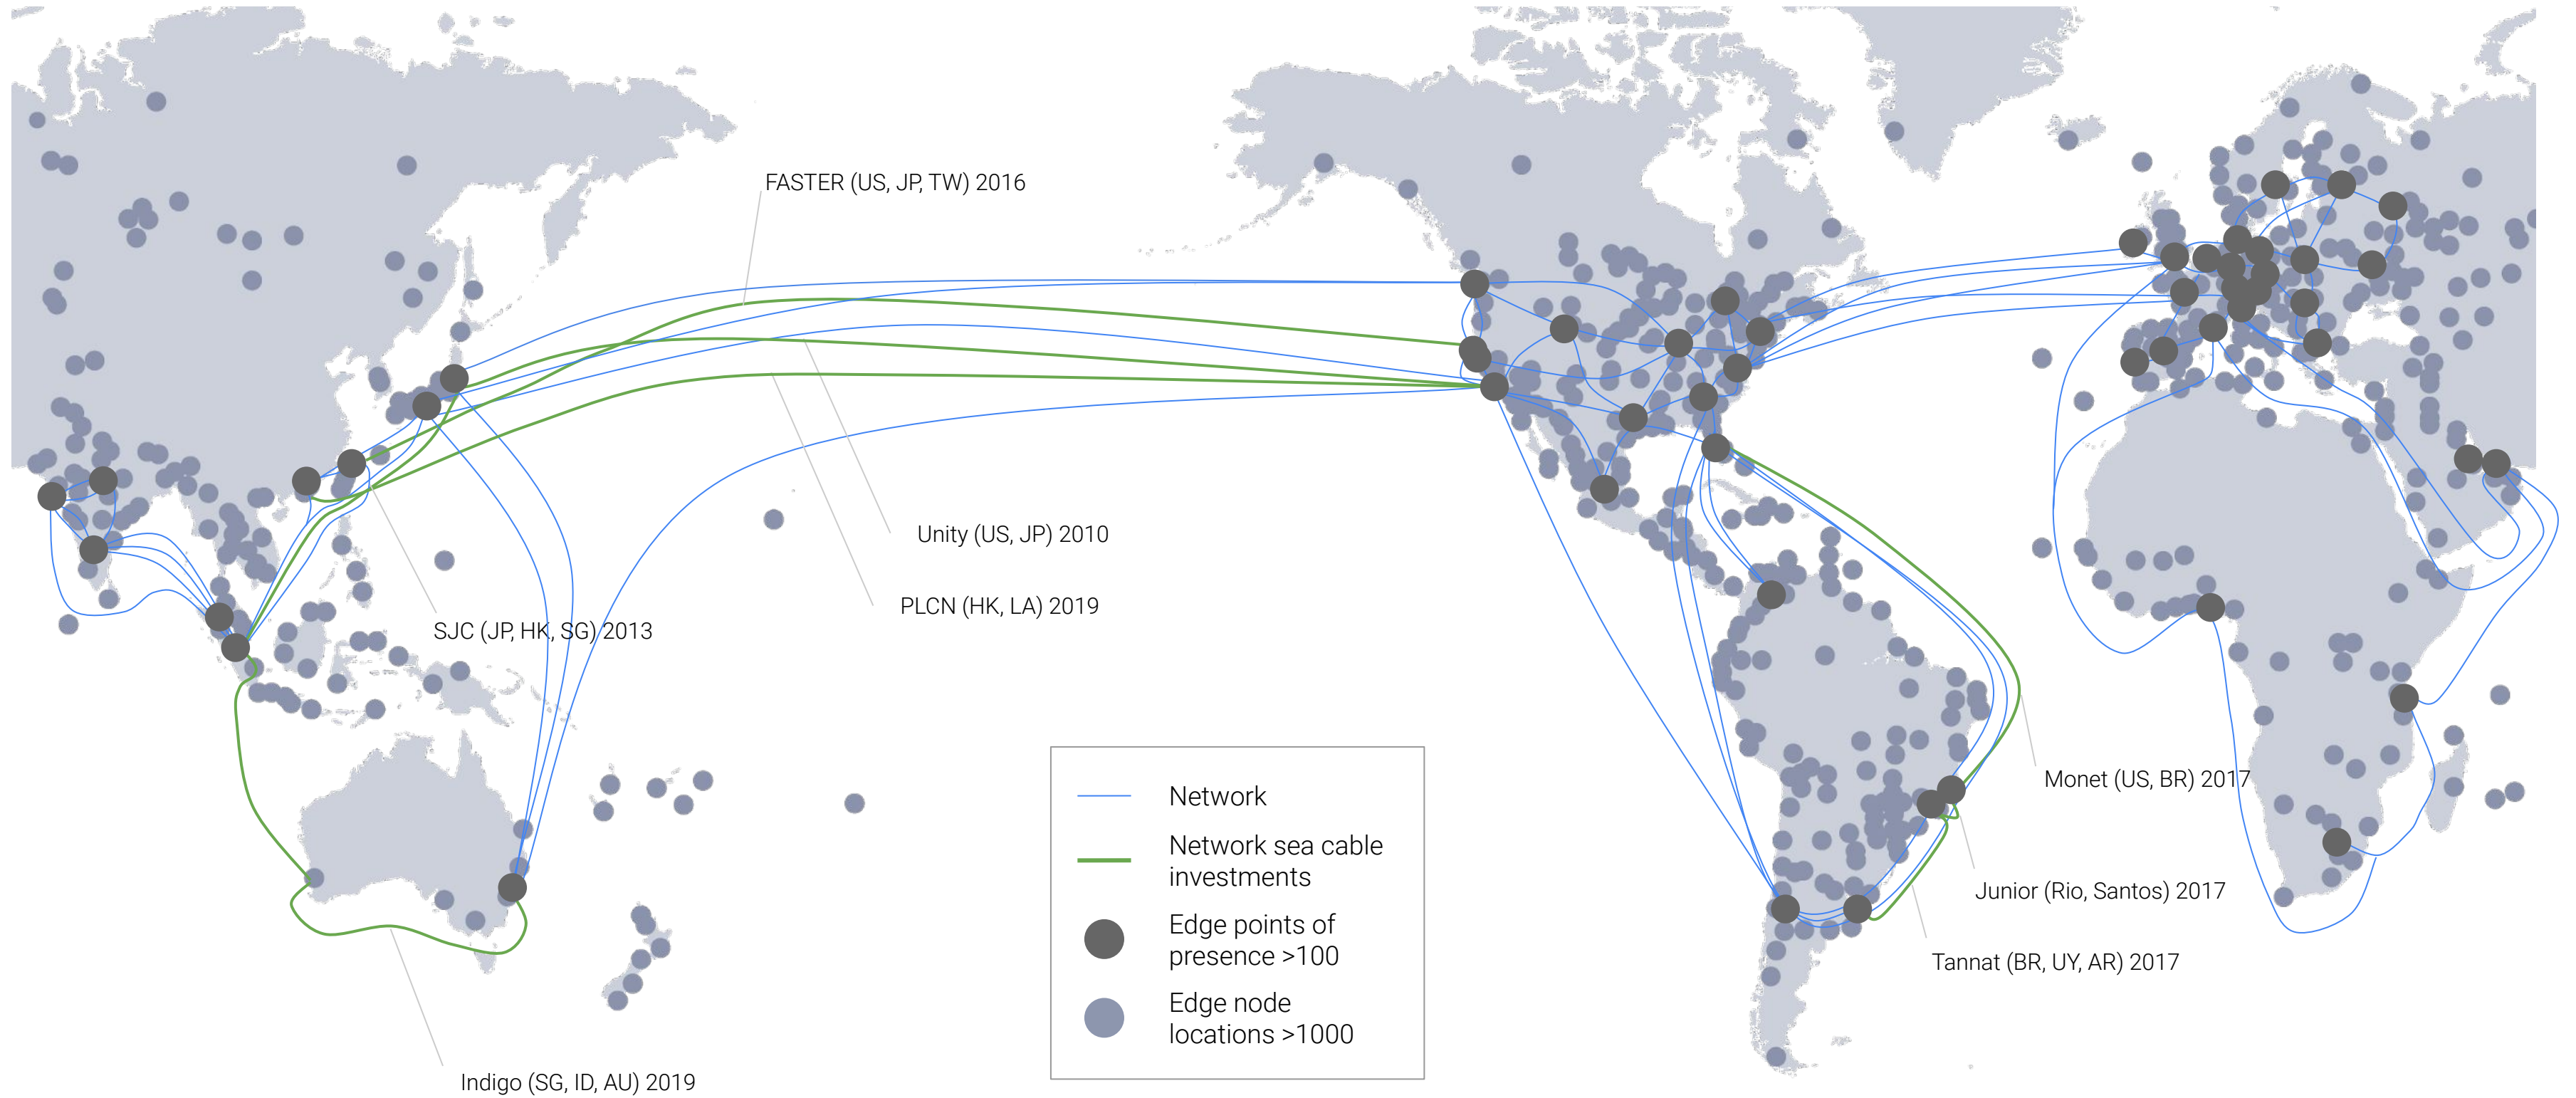 FASTER (US, JP, TW) 2016
Unity (US, JP) 2010
PLCN (HK, LA) 2019
SJC (JP, HK, SG) 2013
Indigo (SG, ID, AU) 2019
Network
Network sea cable
investments
Edge points of
presence >100
Edge node
locations >1000
Monet (US, BR) 2017
Junior (Rio, Santos) 2017
Tannat (BR, UY, AR) 2017